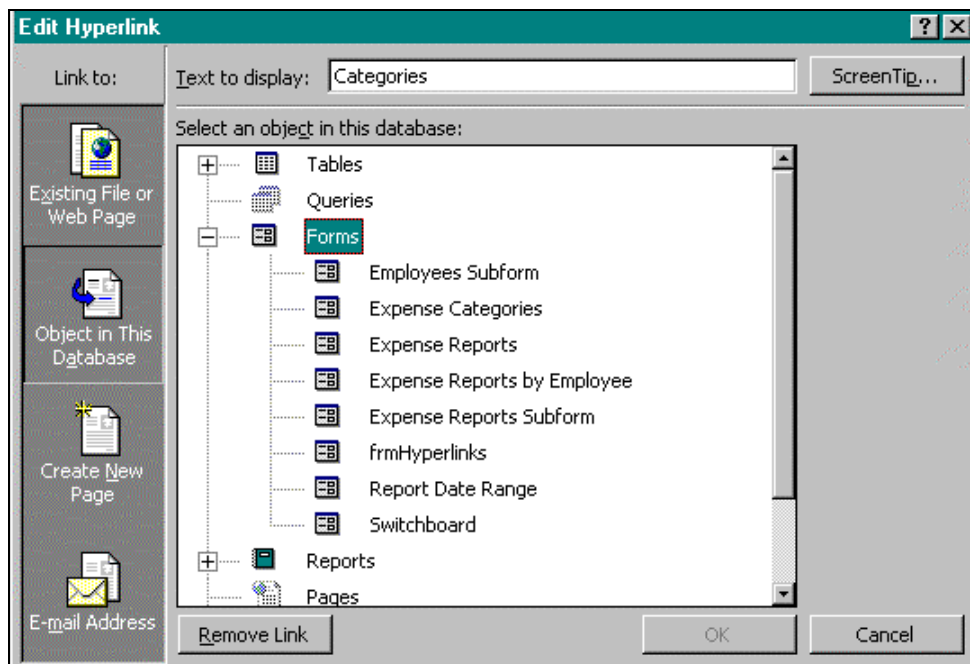 Edit Hyperlink
Link to:
Text to display: Categories
ScreenTip...
Select an object in this database:
Existing File or
Web Page
Object in This
Database
Create New
Page
E-mail Address
Tables
Queries
Forms
Employees Subform
Expense Categories
Expense Reports
Expense Reports by Employee
Expense Reports Subform
frmHyperlinks
Report Date Range
Switchboard
Reports
Pages
Remove Link
OK
Cancel